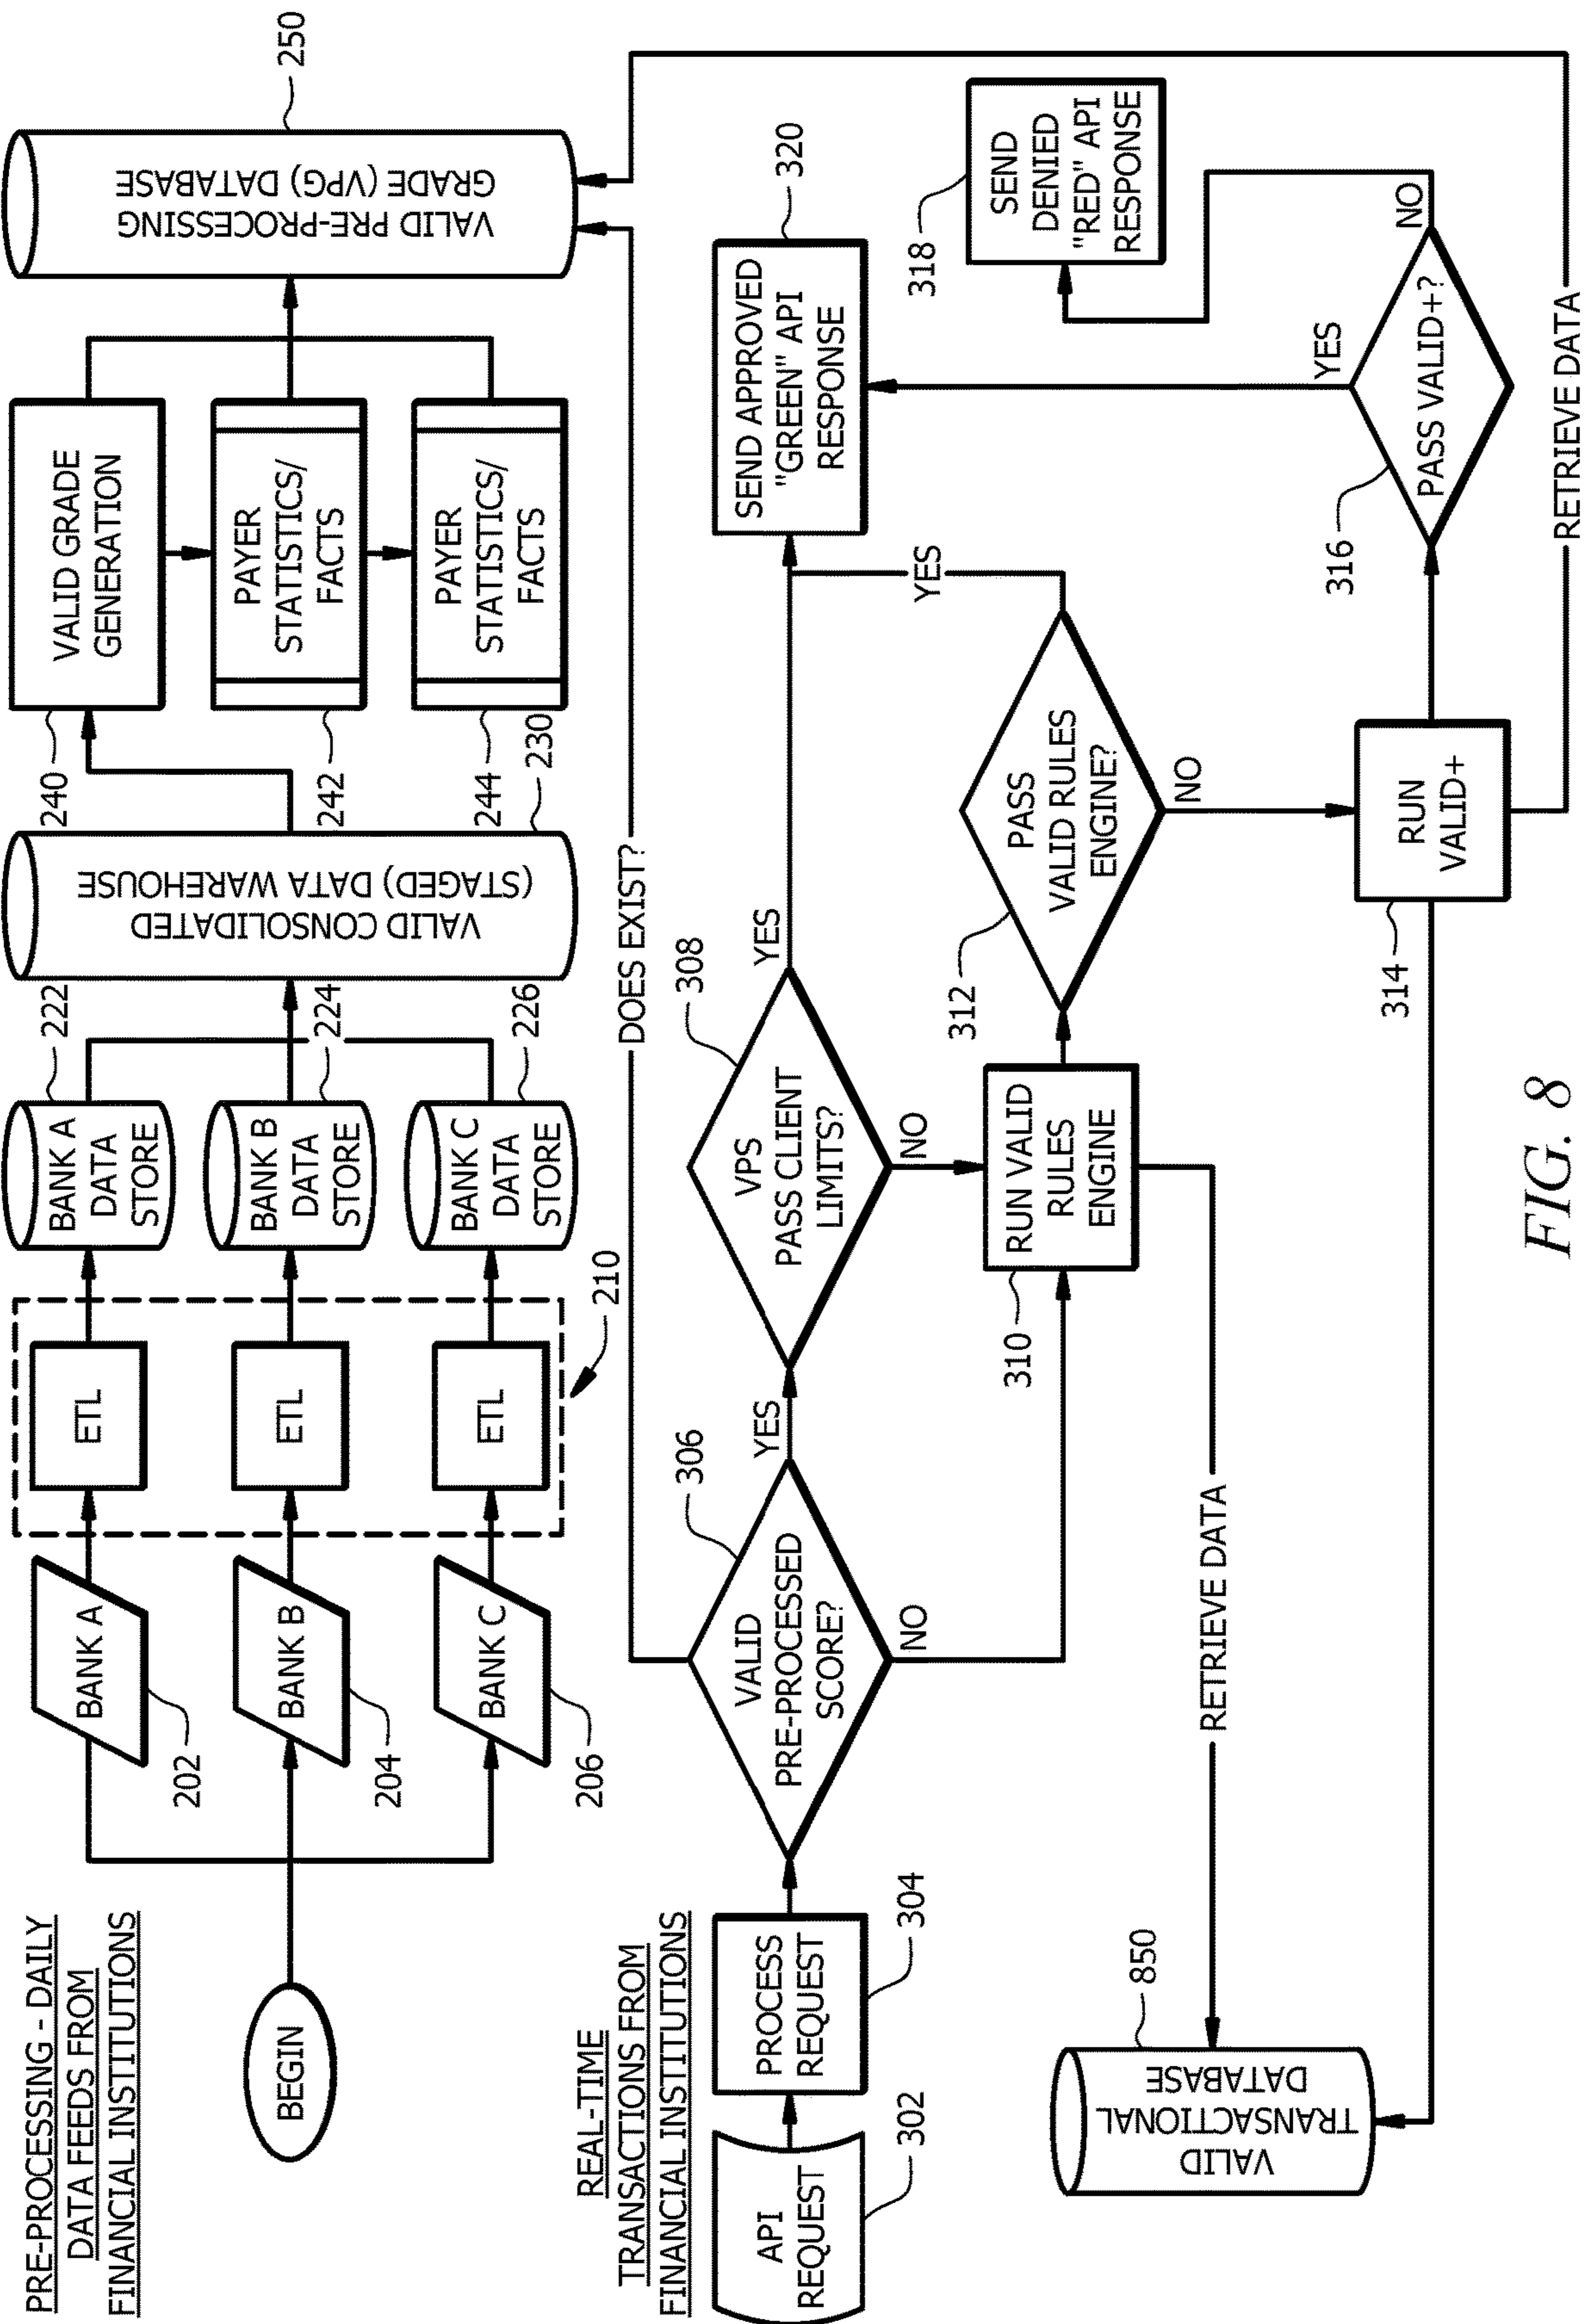 PRE-PROCESSING - DAILY
DATA FEEDS FROM
FINANCIAL INSTITUTIONS
BEGIN
BANK A
202
BANK B
204
BANK C
206
ETL
ETL
ETL
210
BANK A
DATA
STORE
222
BANK B
DATA
STORE
224
BANK C
DATA
STORE
226
VALID CONSOLIDATED
(STAGED) DATA WAREHOUSE
230
240
VALID GRADE
GENERATION
242
PAYER
STATISTICS/
FACTS
244
PAYER
STATISTICS/
FACTS
VALID PRE-PROCESSING
GRADE (VPG) DATABASE
250
DOES EXIST?
REAL-TIME
TRANSACTIONS FROM
FINANCIAL INSTITUTIONS
API
REQUEST
302
PROCESS
REQUEST
304
VALID
PRE-PROCESSED
SCORE?
306
YES
NO
VPS
PASS CLIENT
LIMITS?
308
YES
NO
SEND APPROVED
"GREEN" API
RESPONSE
320
RUN VALID
RULES
ENGINE
310
PASS
VALID RULES
ENGINE?
312
YES
NO
SEND
DENIED
"RED" API
RESPONSE
318
RETRIEVE DATA
VALID
TRANSACTIONAL
DATABASE
850
RUN
VALID+
314
PASS VALID+?
316
YES
NO
RETRIEVE DATA
FIG. 8